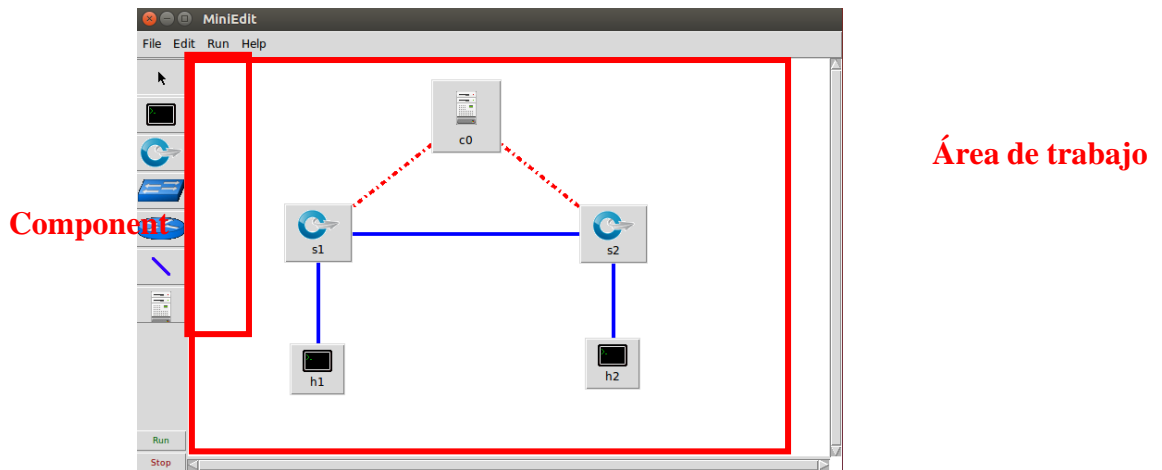 MiniEdit
File Edit Run Help
c0
Área de trabajo
Component
s1
s2
h1
h2
Run
Stop